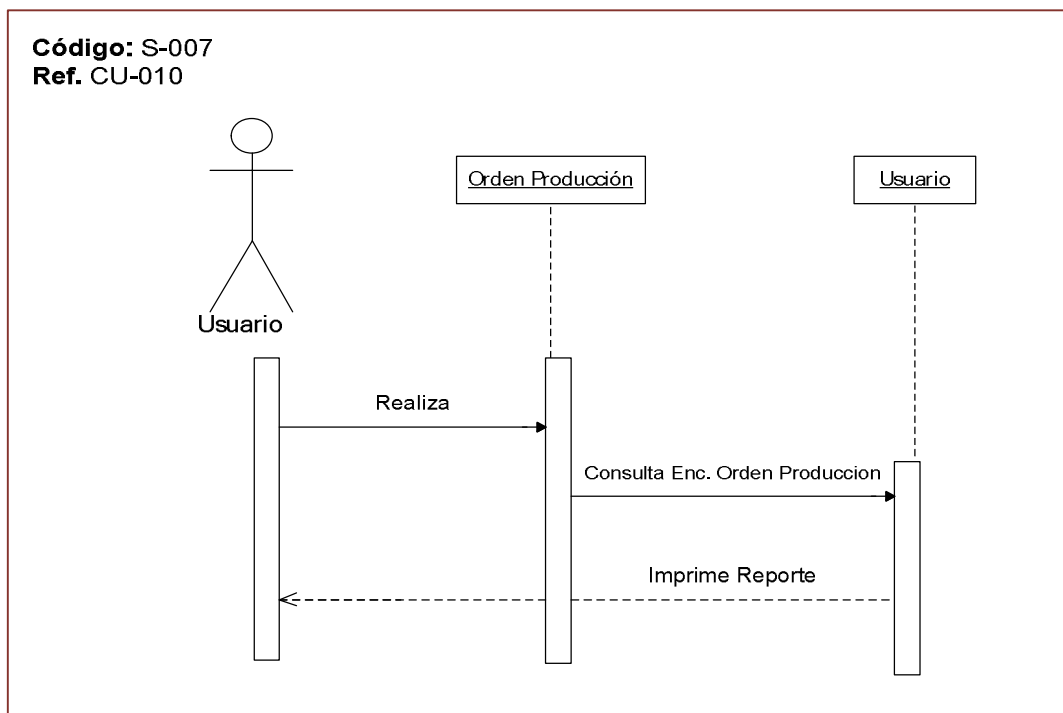 Código: S-007
Ref. CU-010
Orden Producción
Usuario
Usuario
Realiza
Consulta Enc. Orden Produccion
Imprime Reporte